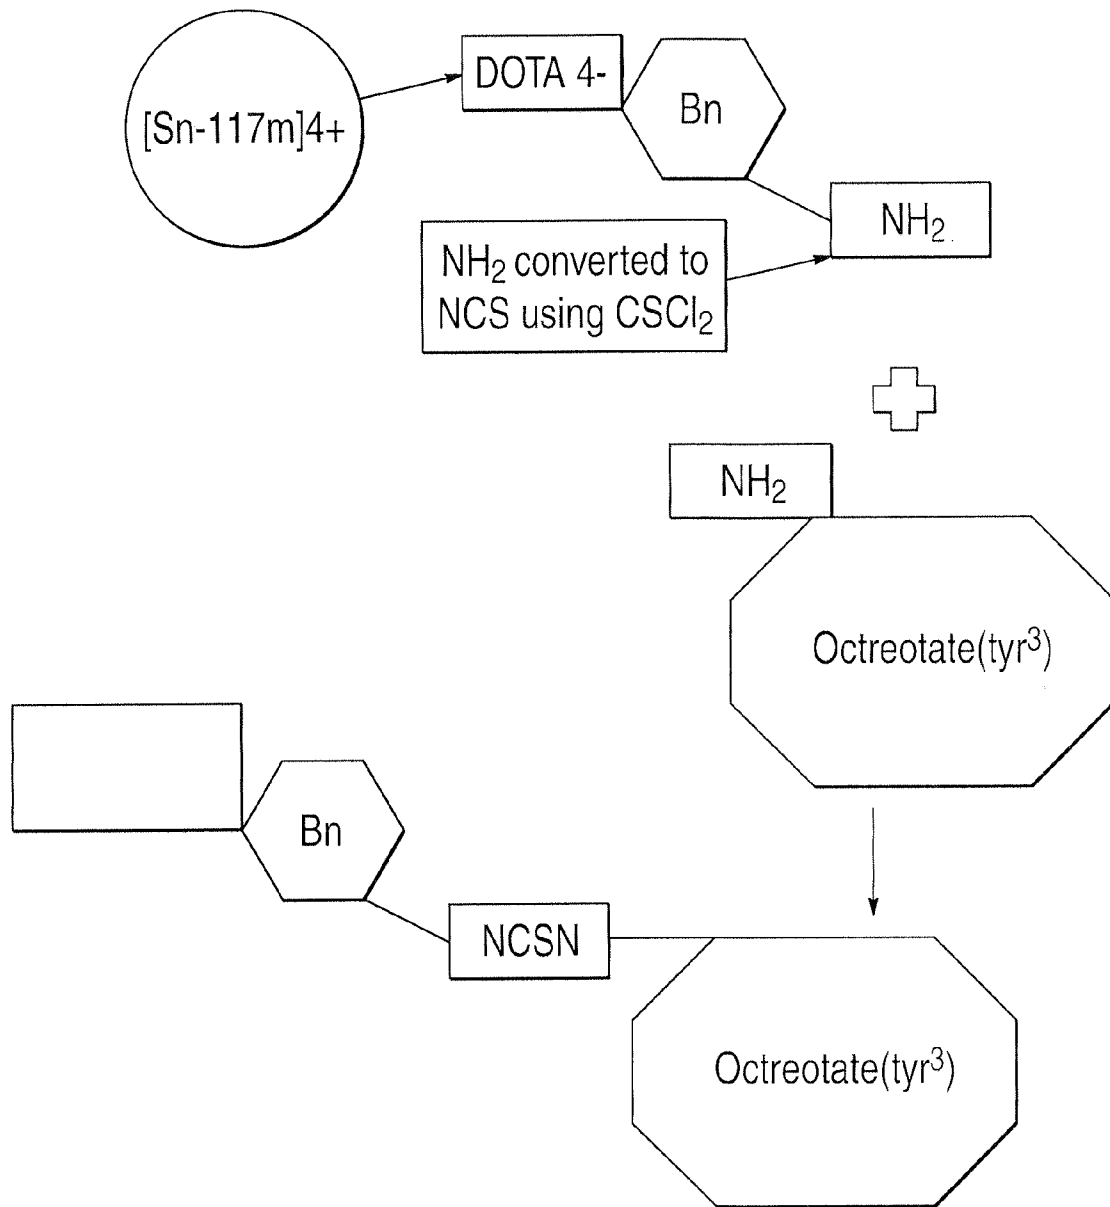 [Sn-117m]4+
DOTA 4-
Bn
NH₂
NH₂ converted to
NCS using CSCl₂
NH₂
Octreotate(tyr³)
Bn
NCSN
Octreotate(tyr³)